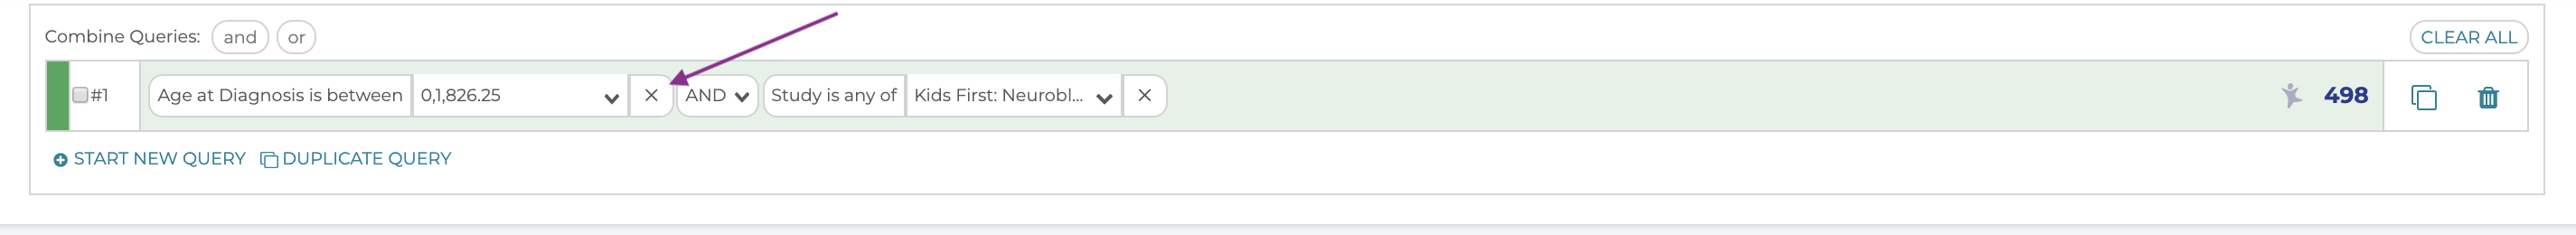 Combine Queries: and or CLEAR ALL
#1 Age at Diagnosis is between 0,1,826.25 AND Study is any of Kids First: Neurobl... 498
START NEW QUERY DUPLICATE QUERY